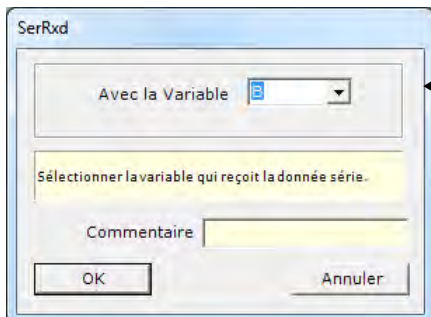 SerRxd
Avec la Variable B
Sélectionner la variable qui reçoit la donnée série.
Commentaire
OK Annuler